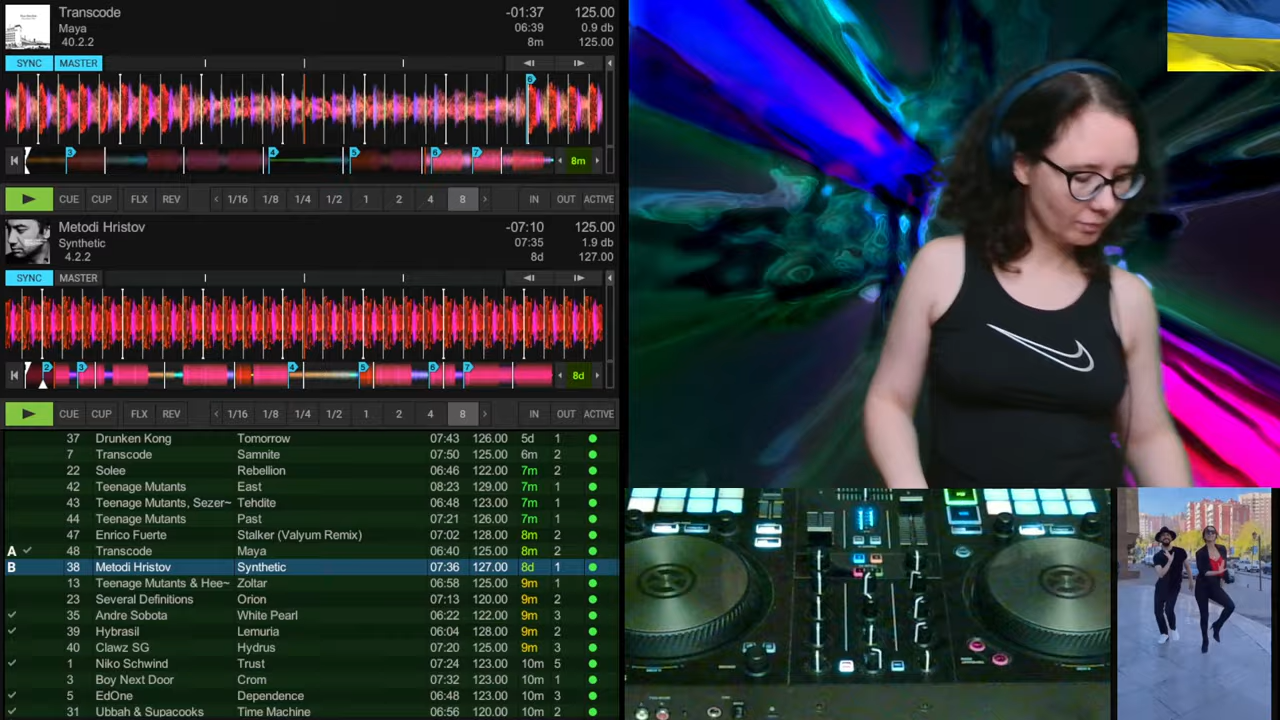 Transcode -01:37 125.00
Maya 06:39 0.9 db
40.2.2 8m 125.00
SYNC MASTER
6
3 4 5 6 7 8m
CUE CUP FLX REV 1/16 1/8 1/4 1/2 1 2 4 8 IN OUT ACTIVE
Metodi Hristov -07:10 125.00
Synthetic 07:35 1.9 db
4.2.2 8d 127.00
SYNC MASTER
2 3 4 5 6 7 8d
CUE CUP FLX REV 1/16 1/8 1/4 1/2 1 2 4 8 IN OUT ACTIVE
37 Drunken Kong Tomorrow 07:43 126.00 5d 1
7 Transcode Samnite 07:50 125.00 6m 2
22 Solee Rebellion 06:46 122.00 7m 2
42 Teenage Mutants East 08:23 129.00 7m 1
43 Teenage Mutants, Sezer~ Tehdite 06:48 123.00 7m 1
44 Teenage Mutants Past 07:21 126.00 7m 1
47 Enrico Fuerte Stalker (Valyum Remix) 07:02 128.00 8m 2
A 48 Transcode Maya 06:40 125.00 8m 2
B 38 Metodi Hristov Synthetic 07:36 127.00 8d 1
13 Teenage Mutants & Hee~ Zoltar 06:58 125.00 9m 1
23 Several Definitions Orion 07:13 120.00 9m 2
35 Andre Sobota White Pearl 06:22 122.00 9m 3
39 Hybrasil Lemuria 06:04 128.00 9m 2
40 Clawz SG Hydrus 07:20 125.00 9m 3
1 Niko Schwind Trust 07:24 123.00 10m 5
3 Boy Next Door Crom 07:32 123.00 10m 1
5 EdOne Dependence 06:48 123.00 10m 3
31 Ubbah & Supacooks Time Machine 06:56 120.00 10m 2